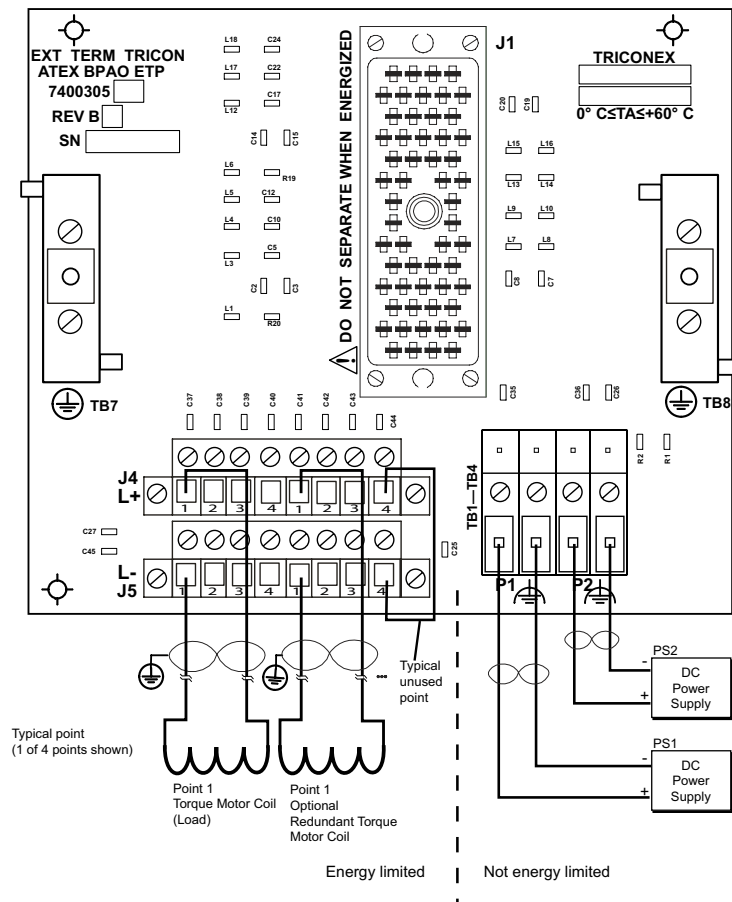 EXT TERM TRICON
ATEX BPAO ETP
7400305
REV B
SN
L18 C24
L17 C22
C17
L12
C14 C15
L6
R19
L5 C12
L4 C10
C5
L3
C2 C3
L1
R20
DO NOT SEPARATE WHEN ENERGIZED
J1
TRICONEX
0° C≤TA≤+60° C
C20 C19
L15 L16
L13 L14
L9 L10
L7 L8
C8 C7
TB7
TB8
C37 C38 C39 C40 C41 C42 C43 C44
C35 C36 C26
R2 R1
J4
L+
1 2 3 4 1 2 3 4
TB1—TB4
C27
C45
C25
L-
J5
1 2 3 4 1 2 3 4
P1 P2
Typical
unused
point
...
PS2
-
DC
Power
Supply
+
PS1
-
DC
Power
Supply
+
Typical point
(1 of 4 points shown)
Point 1
Torque Motor Coil
(Load)
Point 1
Optional
Redundant Torque
Motor Coil
Energy limited
Not energy limited